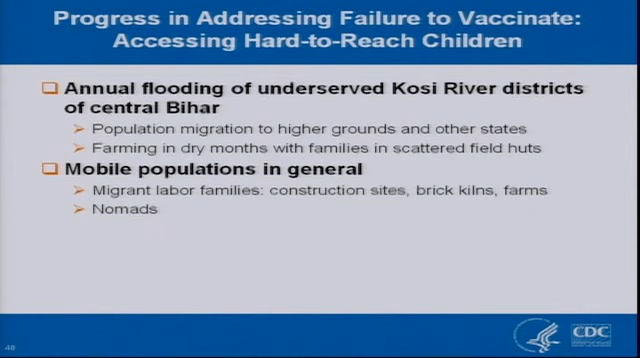 Progress in Addressing Failure to Vaccinate:
Accessing Hard-to-Reach Children
Annual flooding of underserved Kosi River districts
of central Bihar
Population migration to higher grounds and other states
Farming in dry months with families in scattered field huts
Mobile populations in general
Migrant labor families: construction sites, brick kilns, farms
Nomads
48
CDC